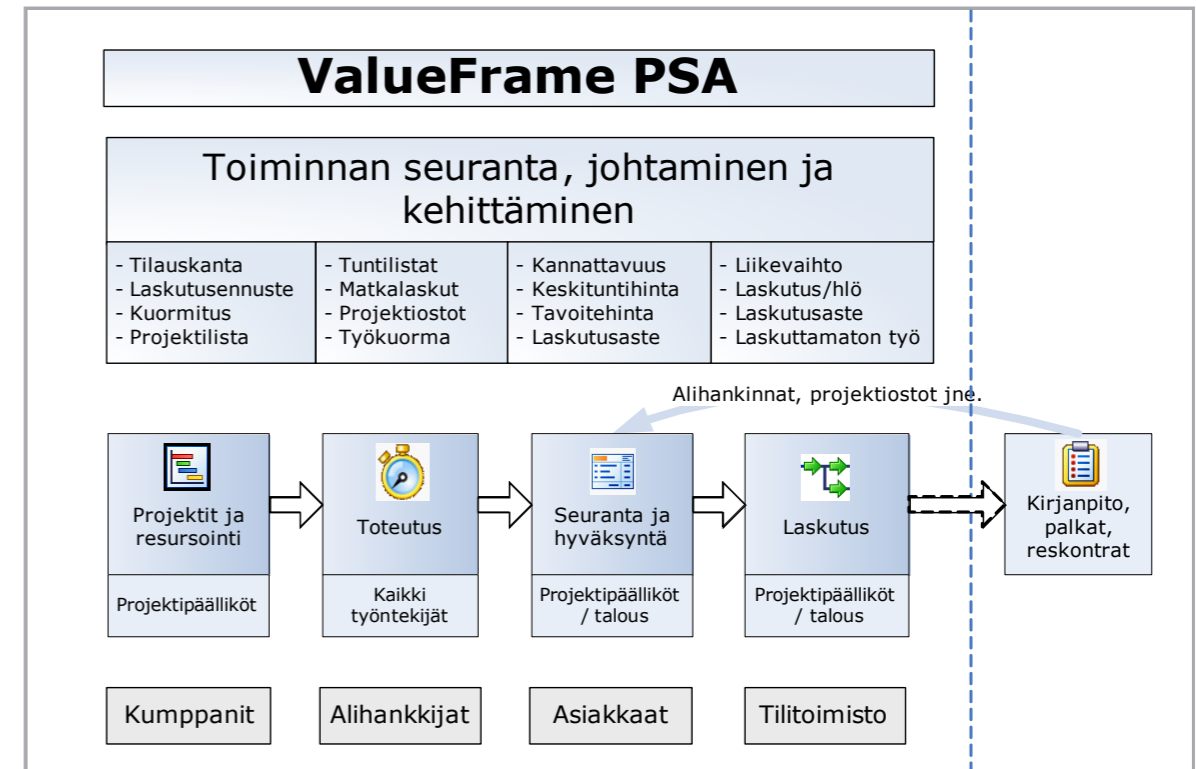 ValueFrame PSA
Toiminnan seuranta, johtaminen ja
kehittäminen
- Tilauskanta
- Laskutusennuste
- Kuormitus
- Projektilista
- Tuntilistat
- Matkalaskut
- Projektiostot
- Työkuorma
- Kannattavuus
- Keskituntihinta
- Tavoitehinta
- Laskutusaste
- Liikevaihto
- Laskutus/hlö
- Laskutusaste
- Laskuttamaton työ
Alihankinnat, projektiostot jne.
Projektit ja
resursointi
Projektipäälliköt
Toteutus
Kaikki
työntekijät
Seuranta ja
hyväksyntä
Projektipäälliköt
/ talous
Laskutus
Projektipäälliköt
/ talous
Kirjanpito,
palkat,
reskontrat
Kumppanit
Alihankkijat
Asiakkaat
Tilitoimisto